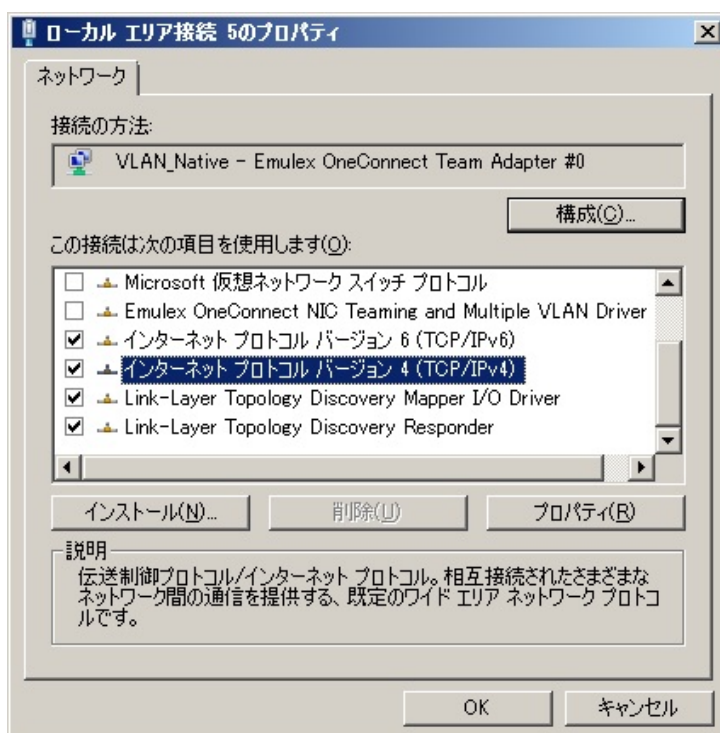 ローカル エリア接続 5のプロパティ
ネットワーク
接続の方法:
VLAN_Native - Emulex OneConnect Team Adapter #0
構成(C)...
この接続は次の項目を使用します(O):
Microsoft 仮想ネットワーク スイッチ プロトコル
Emulex OneConnect NIC Teaming and Multiple VLAN Driver
インターネット プロトコル バージョン 6 (TCP/IPv6)
インターネット プロトコル バージョン 4 (TCP/IPv4)
Link-Layer Topology Discovery Mapper I/O Driver
Link-Layer Topology Discovery Responder
インストール(N)...
削除(U)
プロパティ(R)
説明
伝送制御プロトコル/インターネット プロトコル。相互接続されたさまざまな
ネットワーク間の通信を提供する、既定のワイド エリア ネットワーク プロトコ
ルです。
OK
キャンセル